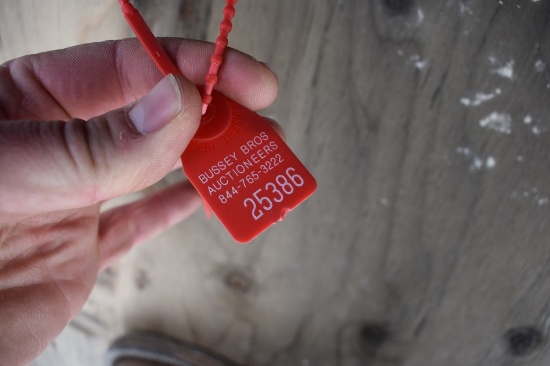 BUSSEY BROS
AUCTIONEERS
844-765-3222
25386